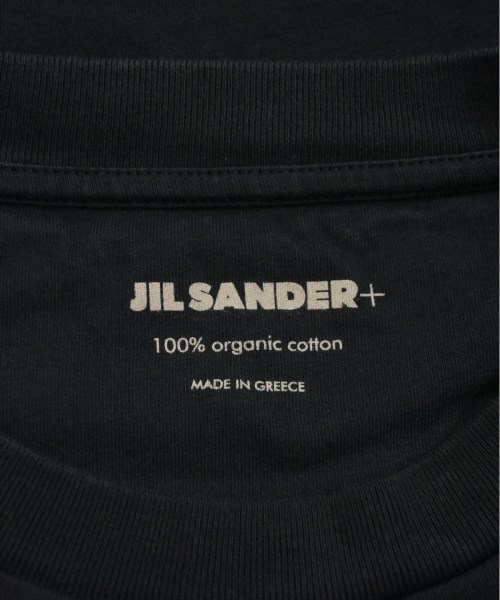 JIL SANDER+
100% organic cotton
MADE IN GREECE